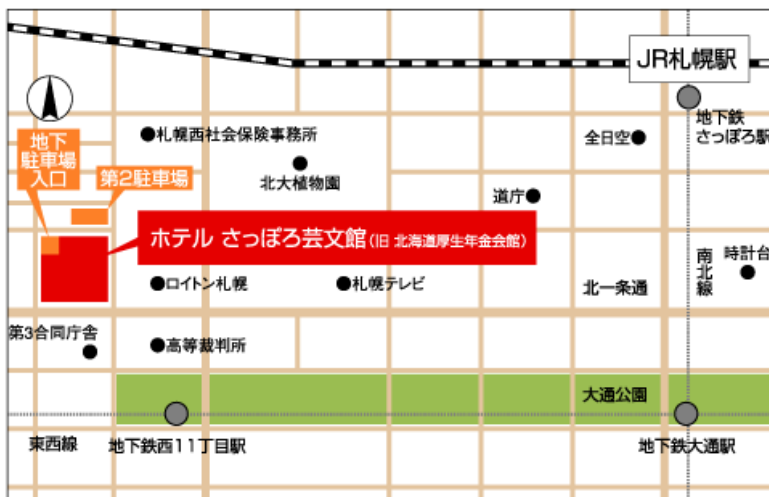 JR札幌駅
地下鉄
さっぽろ駅
地下
駐車場
入口
●札幌西社会保険事務所
全日空●
第2駐車場
北大植物園
道庁●
ホテル さっぽろ芸文館(旧 北海道厚生年金会館)
南北線
時計台
●ロイトン札幌
●札幌テレビ
北一条通
第3合同庁舎
●高等裁判所
大通公園
東西線
地下鉄西11丁目駅
地下鉄大通駅